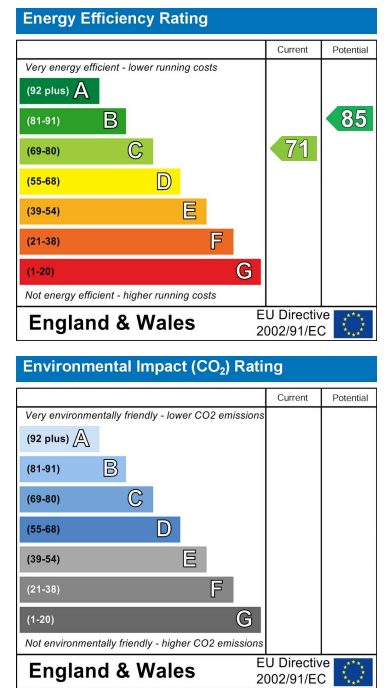 Energy Efficiency Rating
Current Potential
Very energy efficient - lower running costs
(92 plus) A
(81-91) B
85
(69-80) C
71
(55-68) D
(39-54) E
(21-38) F
(1-20) G
Not energy efficient - higher running costs
England & Wales
EU Directive
2002/91/EC
Environmental Impact (CO₂) Rating
Current Potential
Very environmentally friendly - lower CO2 emissions
(92 plus) A
(81-91) B
(69-80) C
(55-68) D
(39-54) E
(21-38) F
(1-20) G
Not environmentally friendly - higher CO2 emissions
England & Wales
EU Directive
2002/91/EC